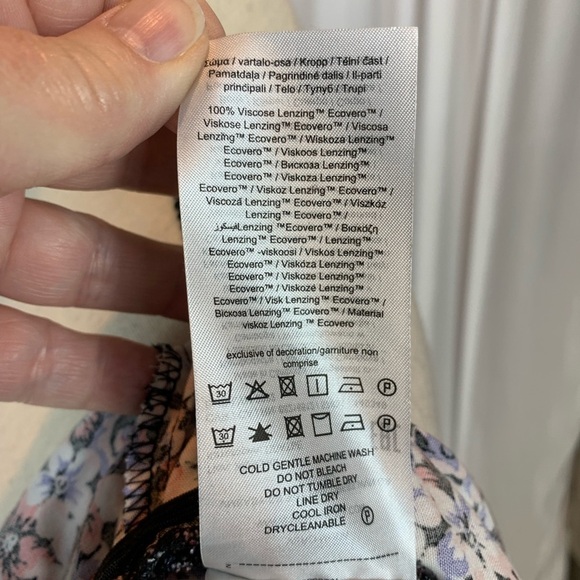 σώμα / vartalo-osa / Kropp / Tělní část /
Pamatdaļa / Pagrindinė dalis / Il-parti
prinċipali / Telo / Тулуб / Trupi
100% Viscose Lenzing™ Ecovero™ /
Viskose Lenzing™ Ecovero™ / Viscosa
Lenzing™ Ecovero™ / Wiskoza Lenzing™
Ecovero™ / Viskoos Lenzing™
Ecovero™ / Вискоза Lenzing™
Ecovero™ / Viskoza Lenzing™
Ecovero™ / Viskoz Lenzing™ Ecovero™ /
Viscoză Lenzing™ Ecovero™ / Viszkóz
Lenzing™ Ecovero™ /
فيسكوزLenzing ™Ecovero™ / Βισκόζη
Lenzing™ Ecovero™ / Lenzing™
Ecovero™ -viskoosi / Viskos Lenzing™
Ecovero™ / Viskóza Lenzing™
Ecovero™ / Viskoze Lenzing™
Ecovero™ / Viskozė Lenzing™
Ecovero™ / Visk Lenzing™ Ecovero™ /
Віскоза Lenzing™ Ecovero™ / Material
viskoz Lenzing ™ Ecovero
exclusive of decoration/garniture non
comprise
30 P
30 P
COLD GENTLE MACHINE WASH
DO NOT BLEACH
DO NOT TUMBLE DRY
LINE DRY
COOL IRON
DRYCLEANABLE P